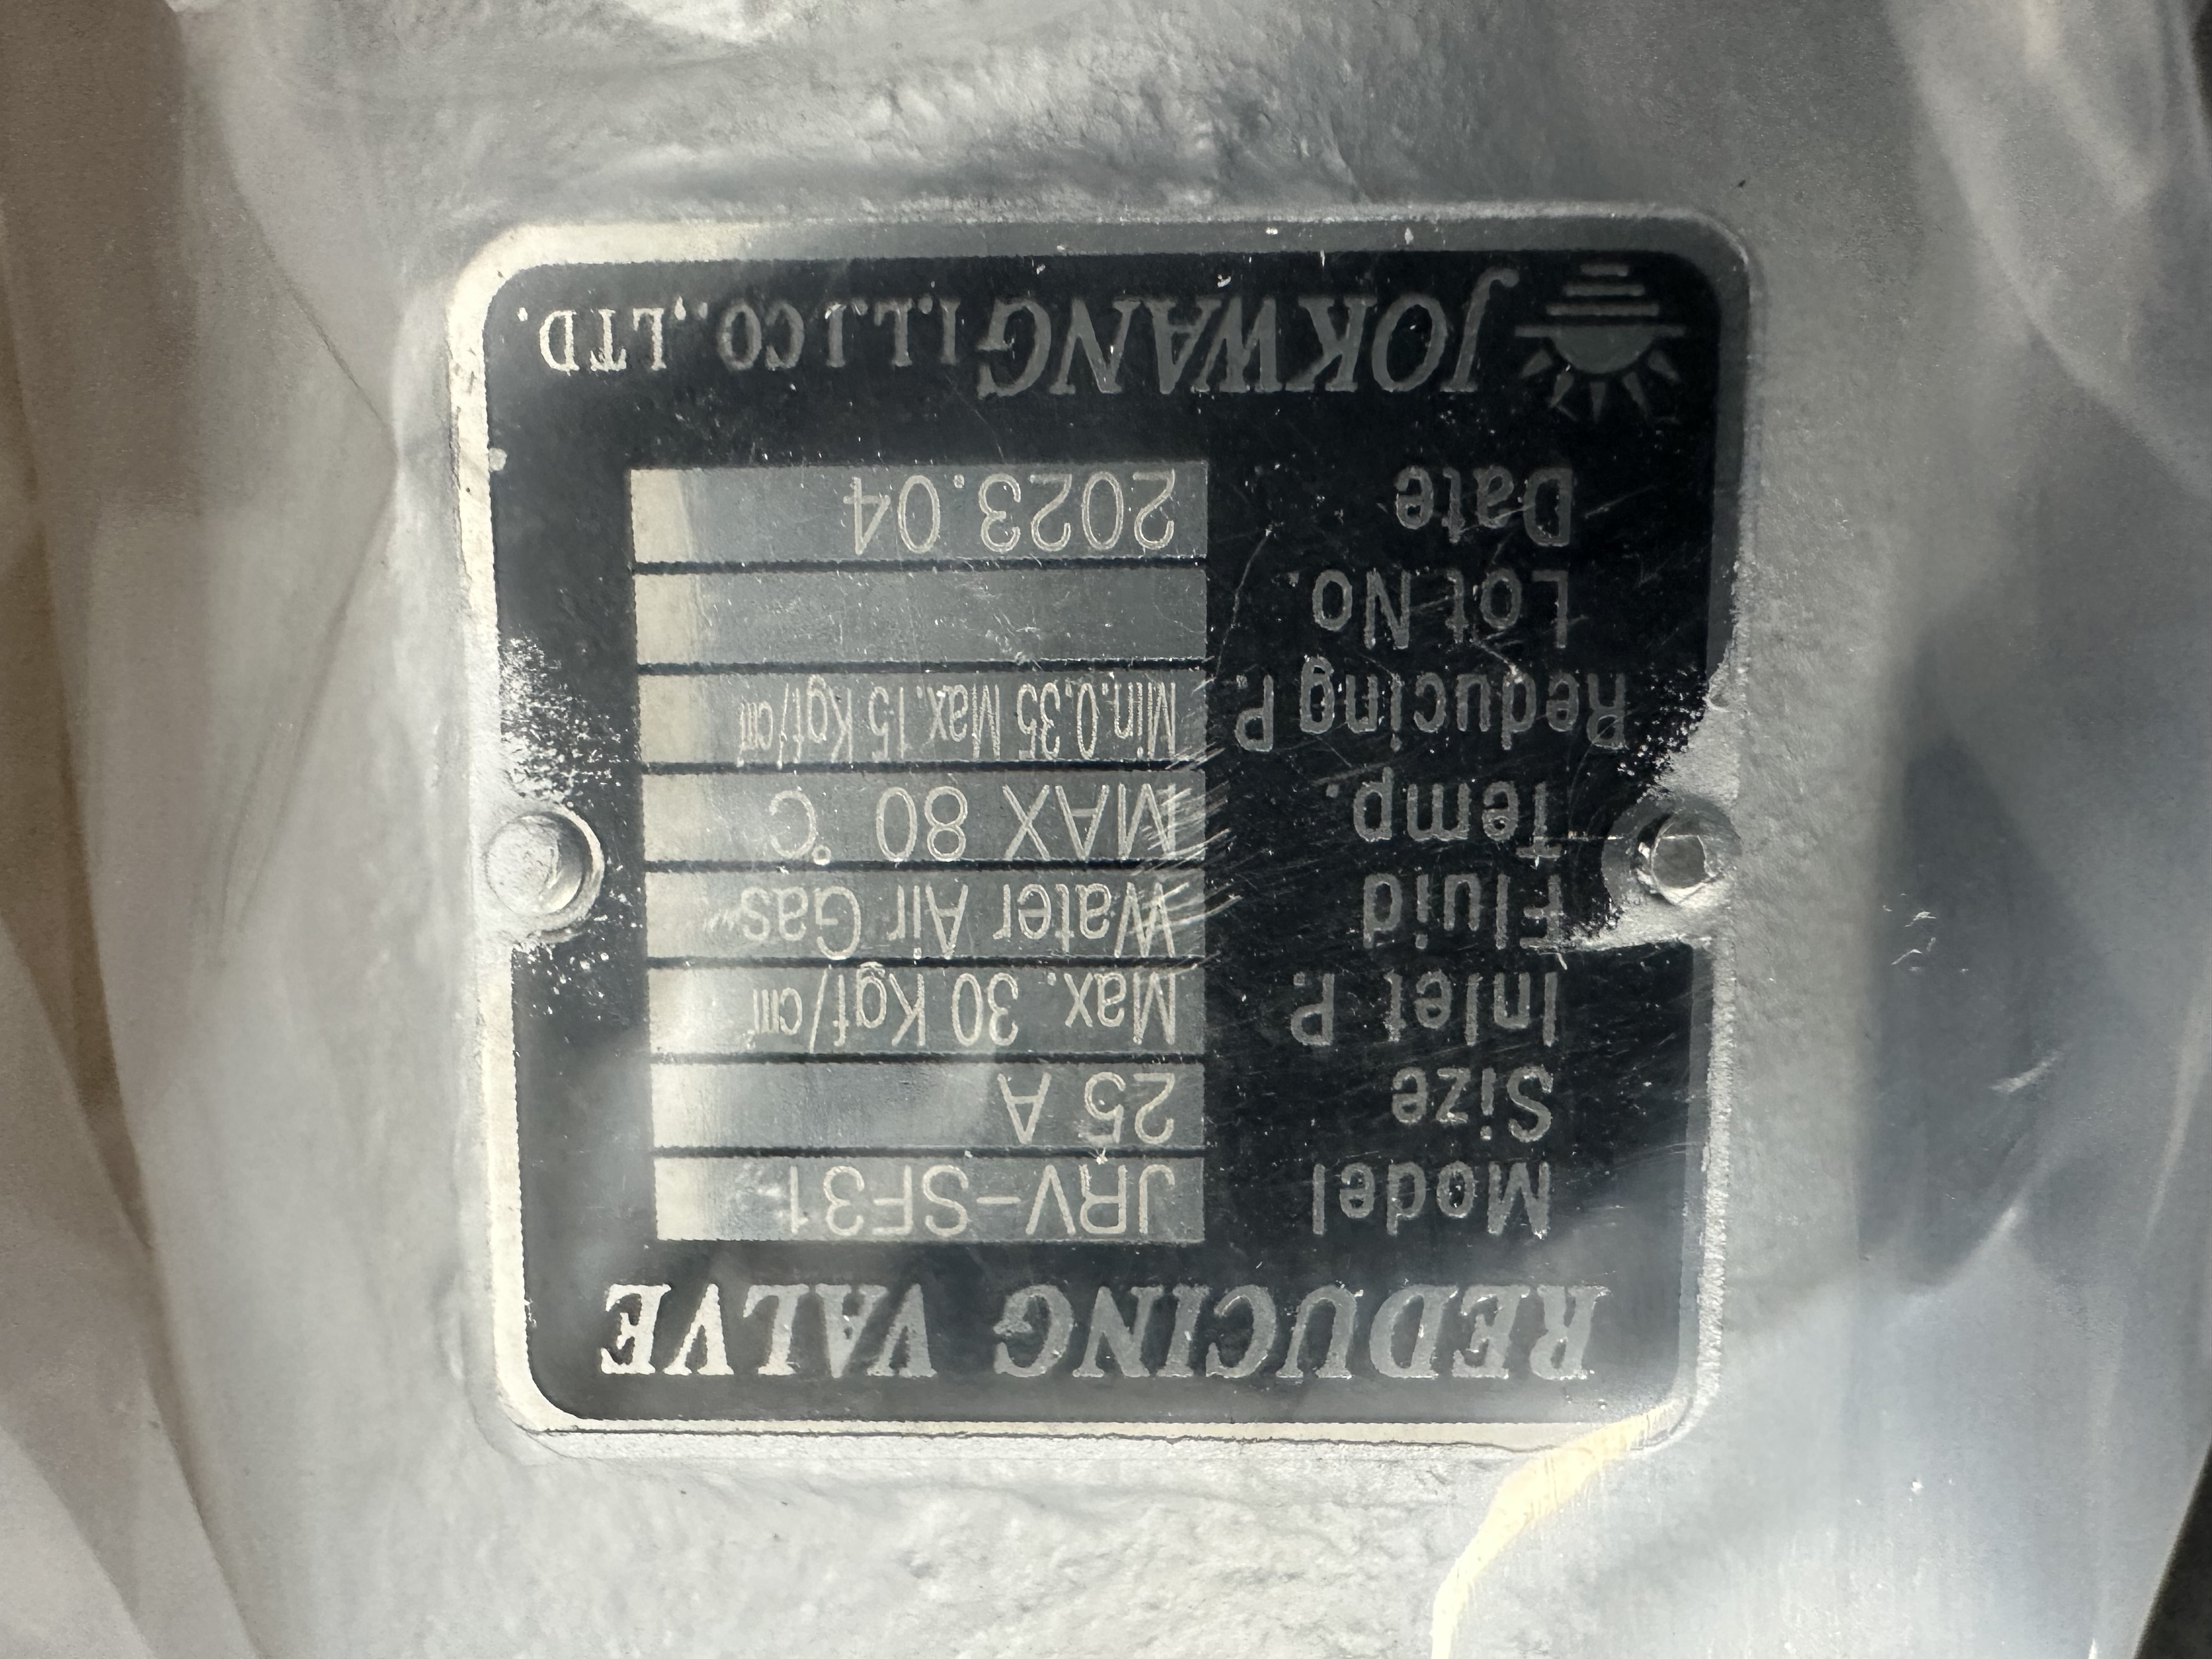 REDUCING VALVE
Model JRV-SF31
Size 25 A
Inlet P. Max. 30 Kgf/cm²
Fluid Water Air Gas
Temp. MAX 80 °C
Reducing P. Min.0.35 Max.15 Kgf/cm²
Lot No.
Date 2023.04
JOKWANG I.L.I CO.,LTD.